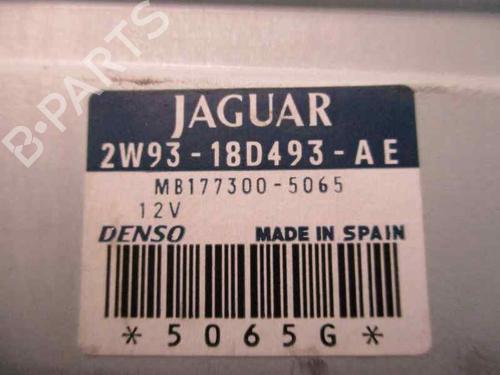 B-PARTS
JAGUAR
2W93-18D493-AE
MB177300-5065
12V
DENSO MADE IN SPAIN
*5065G*